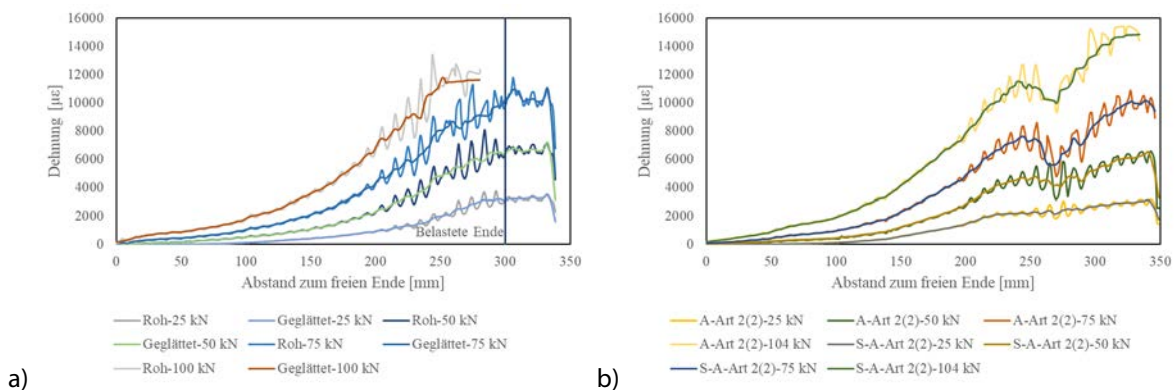 16000
14000
12000
10000
8000
6000
4000
2000
0
Dehnung [µε]
0 50 100 150 200 250 300 350
Belastete Ende
Abstand zum freien Ende [mm]
Roh-25 kN Geglättet-25 kN Roh-50 kN
Geglättet-50 kN Roh-75 kN Geglättet-75 kN
Roh-100 kN Geglättet-100 kN
a)
16000
14000
12000
10000
8000
6000
4000
2000
0
Dehnung [µε]
0 50 100 150 200 250 300 350
Abstand zum freien Ende [mm]
A-Art 2(2)-25 kN A-Art 2(2)-50 kN A-Art 2(2)-75 kN
A-Art 2(2)-104 kN S-A-Art 2(2)-25 kN S-A-Art 2(2)-50 kN
S-A-Art 2(2)-75 kN S-A-Art 2(2)-104 kN
b)